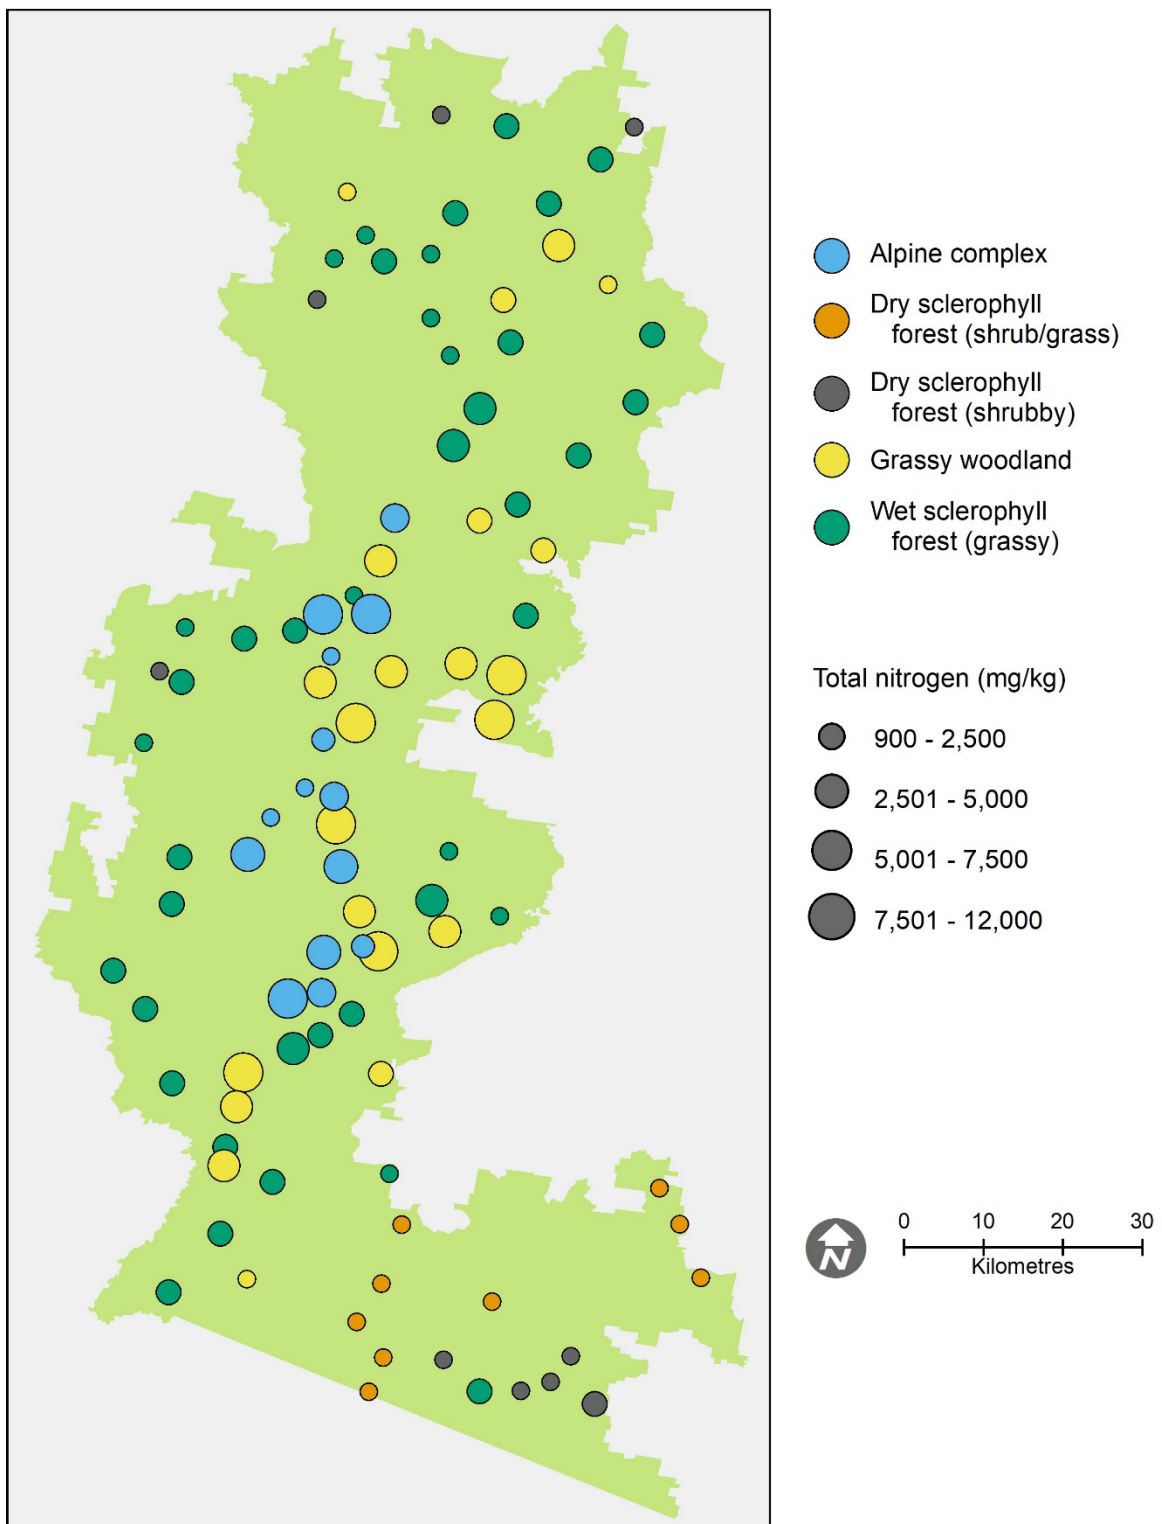 Alpine complex
Dry sclerophyll
forest (shrub/grass)
Dry sclerophyll
forest (shrubby)
Grassy woodland
Wet sclerophyll
forest (grassy)
Total nitrogen (mg/kg)
900 - 2,500
2,501 - 5,000
5,001 - 7,500
7,501 - 12,000
N
0 10 20 30
Kilometres